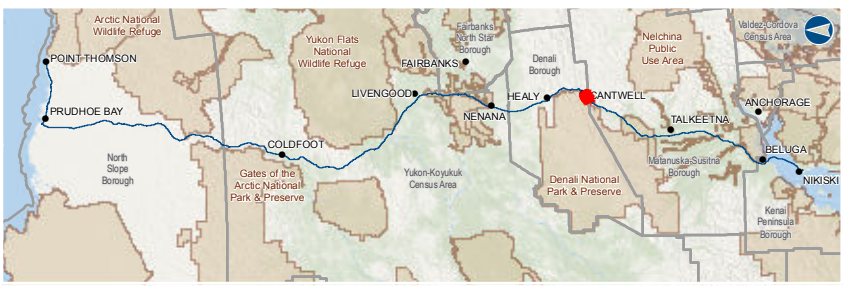 Arctic National
Wildlife Refuge
POINT THOMSON
PRUDHOE BAY
North
Slope
Borough
COLDFOOT
Gates of the
Arctic National
Park & Preserve
Yukon Flats
National
Wildlife Refuge
LIVENGOOD
Yukon-Koyukuk
Census Area
Fairbanks
North Star
Borough
FAIRBANKS
NENANA
Denali
Borough
HEALY
CANTWELL
Denali National
Park & Preserve
Nelchina
Public
Use Area
TALKEETNA
Matanuska-Susitna
Borough
Valdez-Cordova
Census Area
ANCHORAGE
BELUGA
NIKISKI
Kenai
Peninsula
Borough